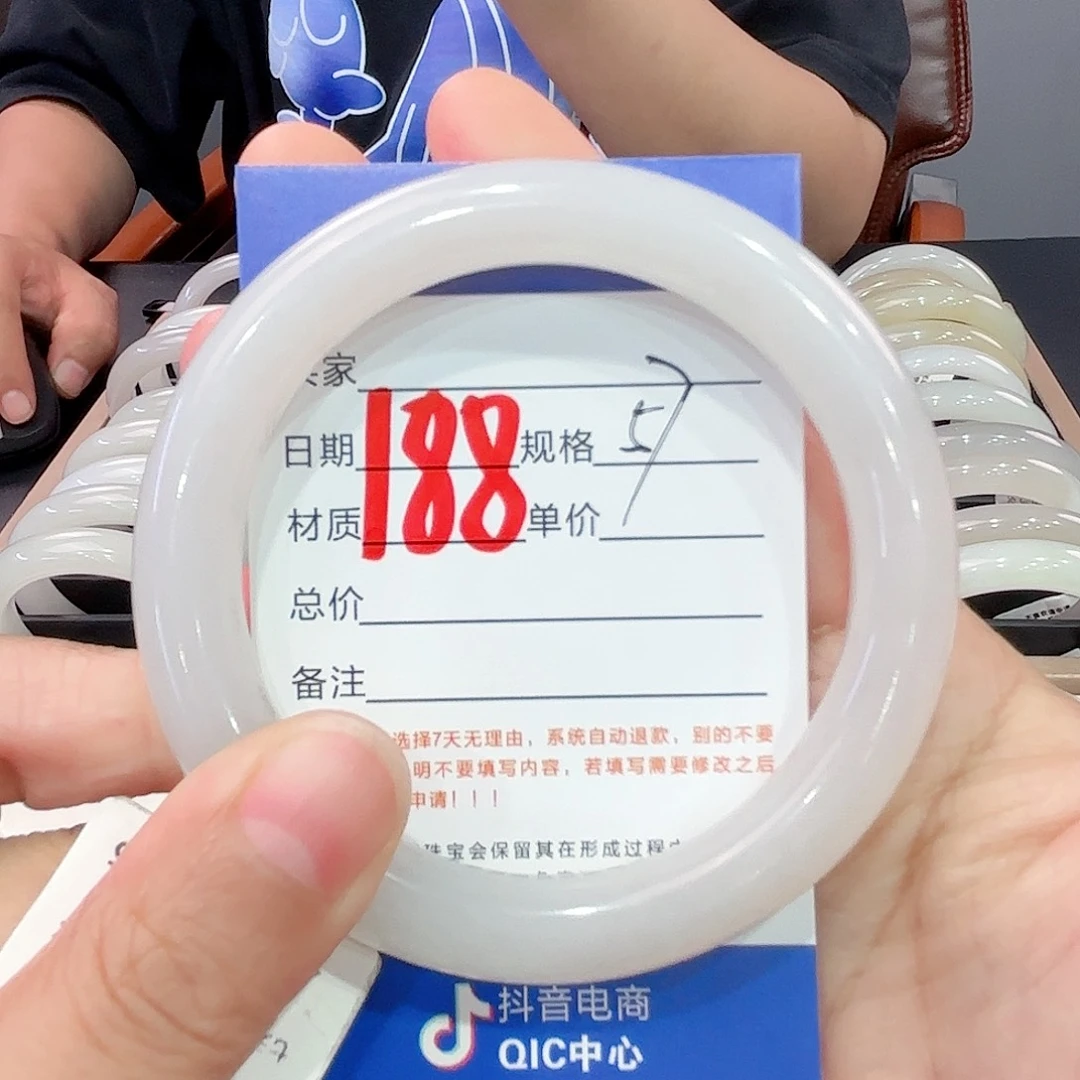 家
日期 188 规格 57
材质 单价
总价
备注
选择7天无理由，系统自动退款，别的不要
明不要填写内容，若填写需要修改之后
申请！！！
珠宝会保留其在形成过程中
抖音电商
QIC中心